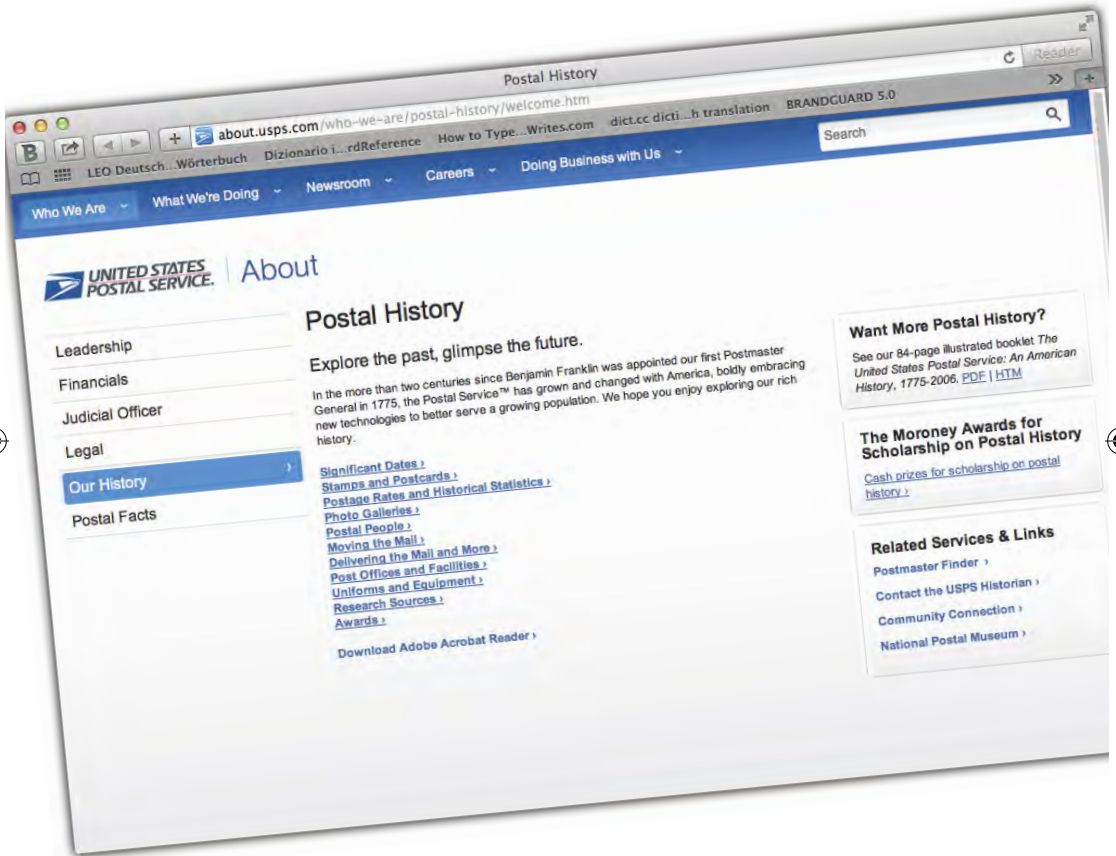 Postal History
Reader
about.usps.com/who-we-are/postal-history/welcome.htm
LEO Deutsch...Wörterbuch Dizionario i...rdReference How to Type...Writes.com dict.cc dicti...h translation BRANDGUARD 5.0
Who We Are What We're Doing Newsroom Careers Doing Business with Us Search
UNITED STATES
POSTAL SERVICE.
About
Leadership
Financials
Judicial Officer
Legal
Our History
Postal Facts
Postal History
Explore the past, glimpse the future.
In the more than two centuries since Benjamin Franklin was appointed our first Postmaster
General in 1775, the Postal Service™ has grown and changed with America, boldly embracing
new technologies to better serve a growing population. We hope you enjoy exploring our rich
history.
Significant Dates ›
Stamps and Postcards ›
Postage Rates and Historical Statistics ›
Photo Galleries ›
Postal People ›
Moving the Mail ›
Delivering the Mail and More ›
Post Offices and Facilities ›
Uniforms and Equipment ›
Research Sources ›
Awards ›
Download Adobe Acrobat Reader ›
Want More Postal History?
See our 84-page illustrated booklet The
United States Postal Service: An American
History, 1775-2006. PDF | HTM
The Moroney Awards for
Scholarship on Postal History
Cash prizes for scholarship on postal
history ›
Related Services & Links
Postmaster Finder ›
Contact the USPS Historian ›
Community Connection ›
National Postal Museum ›